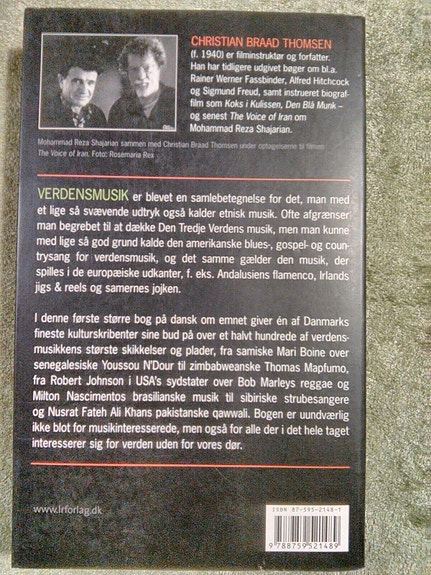 CHRISTIAN BRAAD THOMSEN
(f. 1940) er filminstruktør og forfatter.
Han har tidligere udgivet bøger om bl.a.
Rainer Werner Fassbinder, Alfred Hitchcock
og Sigmund Freud, samt instrueret biograf-
film som Koks i Kulissen, Den Blå Munk –
og senest The Voice of Iran om
Mohammad Reza Shajarian.
Mohammad Reza Shajarian sammen med Christian Braad Thomsen under optagelserne til filmen
The Voice of Iran. Foto: Rosemaria Rex
VERDENSMUSIK er blevet en samlebetegnelse for det, man med
et lige så svævende udtryk også kalder etnisk musik. Ofte afgrænser
man begrebet til at dække Den Tredje Verdens musik, men man kunne
med lige så god grund kalde den amerikanske blues-, gospel- og coun-
trysang for verdensmusik, og det samme gælder den musik, der
spilles i de europæiske udkanter, f. eks. Andalusiens flamenco, Irlands
jigs & reels og samernes jojken.
I denne første større bog på dansk om emnet giver én af Danmarks
fineste kulturskribenter sine bud på over et halvt hundrede af verdens-
musikkens største skikkelser og plader, fra samiske Mari Boine over
senegalesiske Youssou N'Dour til zimbabweanske Thomas Mapfumo,
fra Robert Johnson i USA's sydstater over Bob Marleys reggae og
Milton Nascimentos brasilianske musik til sibiriske strubesangere
og Nusrat Fateh Ali Khans pakistanske qawwali. Bogen er uundværlig
ikke blot for musikinteresserede, men også for alle der i det hele taget
interesserer sig for verden uden for vores dør.
www.lrforlag.dk
ISBN 87-595-2148-1
9 788759 521489